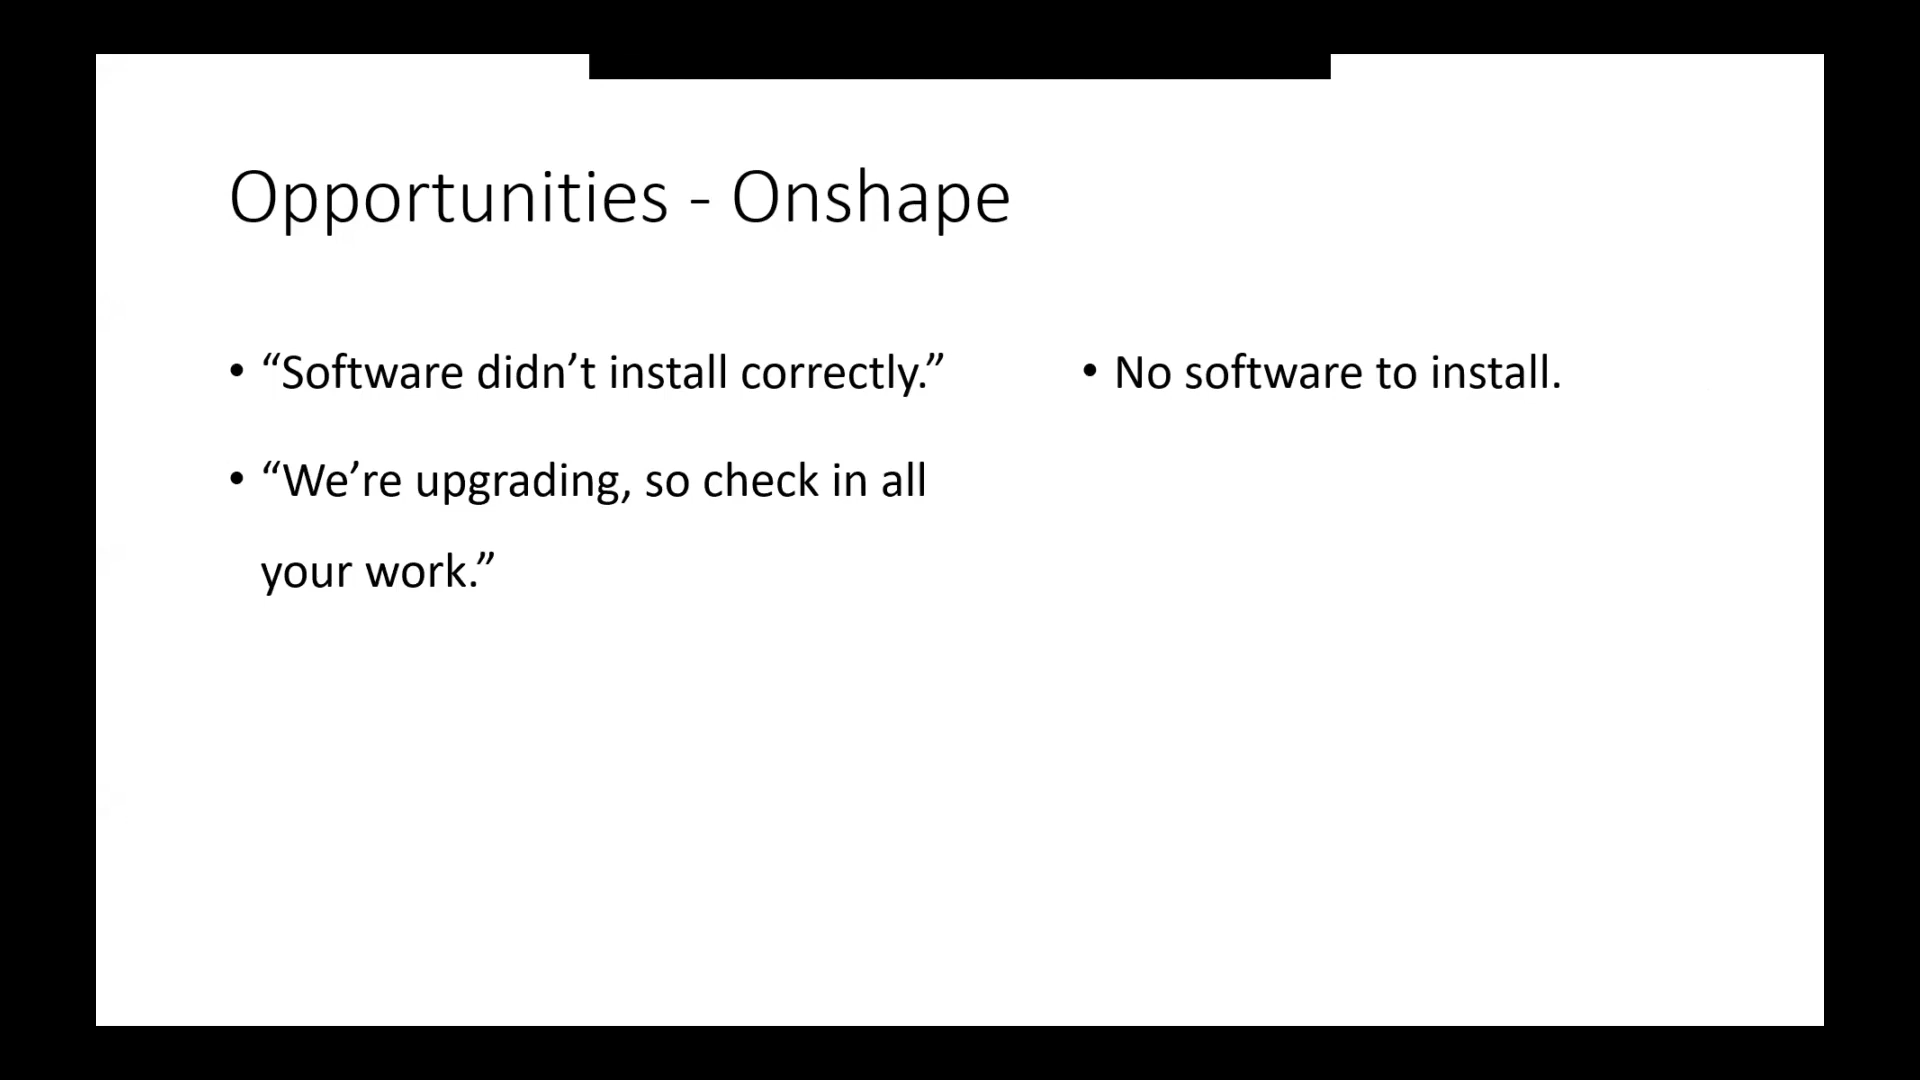 Opportunities - Onshape
• “Software didn’t install correctly.”
• “We’re upgrading, so check in all
your work.”
• No software to install.